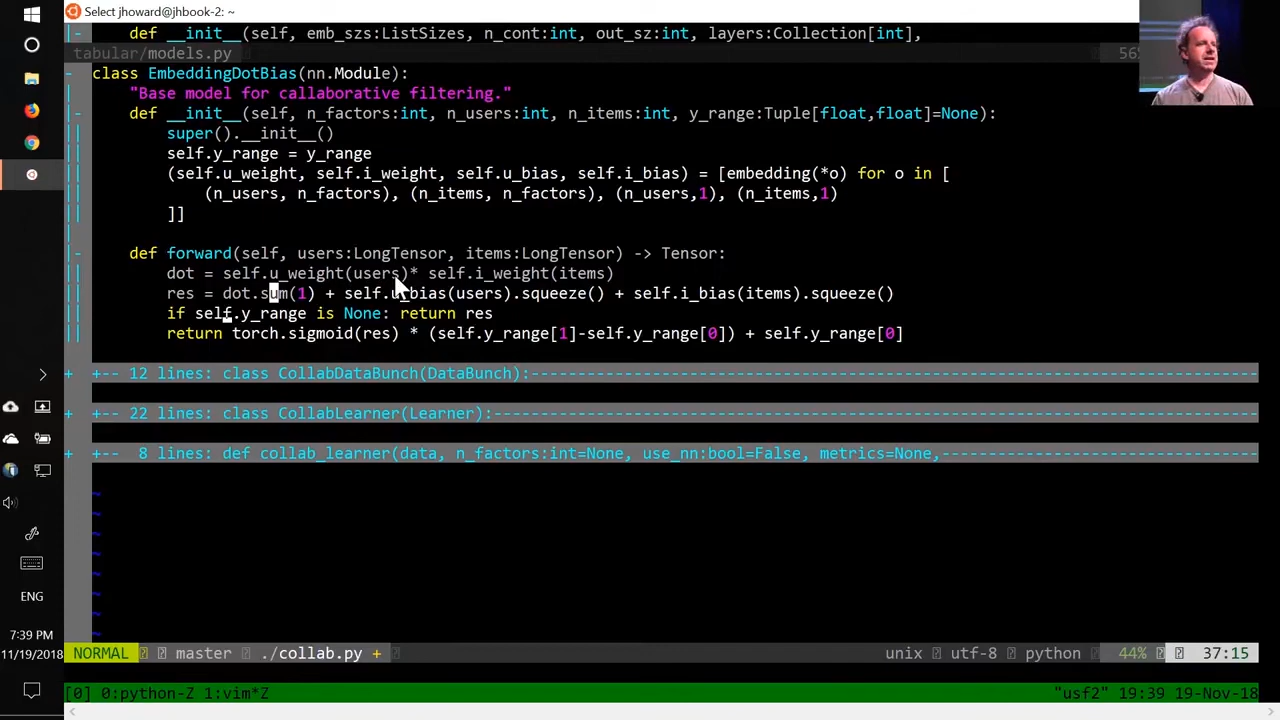 Select jhoward@jhbook-2: ~
|- def __init__(self, emb_szs:ListSizes, n_cont:int, out_sz:int, layers:Collection[int],
tabular/models.py 56%
- class EmbeddingDotBias(nn.Module):
| "Base model for callaborative filtering."
|- def __init__(self, n_factors:int, n_users:int, n_items:int, y_range:Tuple[float,float]=None):
|| super().__init__()
|| self.y_range = y_range
|| (self.u_weight, self.i_weight, self.u_bias, self.i_bias) = [embedding(*o) for o in [
|| (n_users, n_factors), (n_items, n_factors), (n_users,1), (n_items,1)
|| ]]
|
|- def forward(self, users:LongTensor, items:LongTensor) -> Tensor:
|| dot = self.u_weight(users)* self.i_weight(items)
|| res = dot.sum(1) + self.u_bias(users).squeeze() + self.i_bias(items).squeeze()
|| if self.y_range is None: return res
|| return torch.sigmoid(res) * (self.y_range[1]-self.y_range[0]) + self.y_range[0]
+ +-- 12 lines: class CollabDataBunch(DataBunch):----------------------------------------------------------------------
+ +-- 22 lines: class CollabLearner(Learner):--------------------------------------------------------------------------
+ +-- 8 lines: def collab_learner(data, n_factors:int=None, use_nn:bool=False, metrics=None,----------------------------------
~
~
~
~
~
~
~
~
ENG
7:39 PM
11/19/2018
NORMAL master ./collab.py + unix utf-8 python 44% 37:15
[0] 0:python-Z 1:vim*Z "usf2" 19:39 19-Nov-18